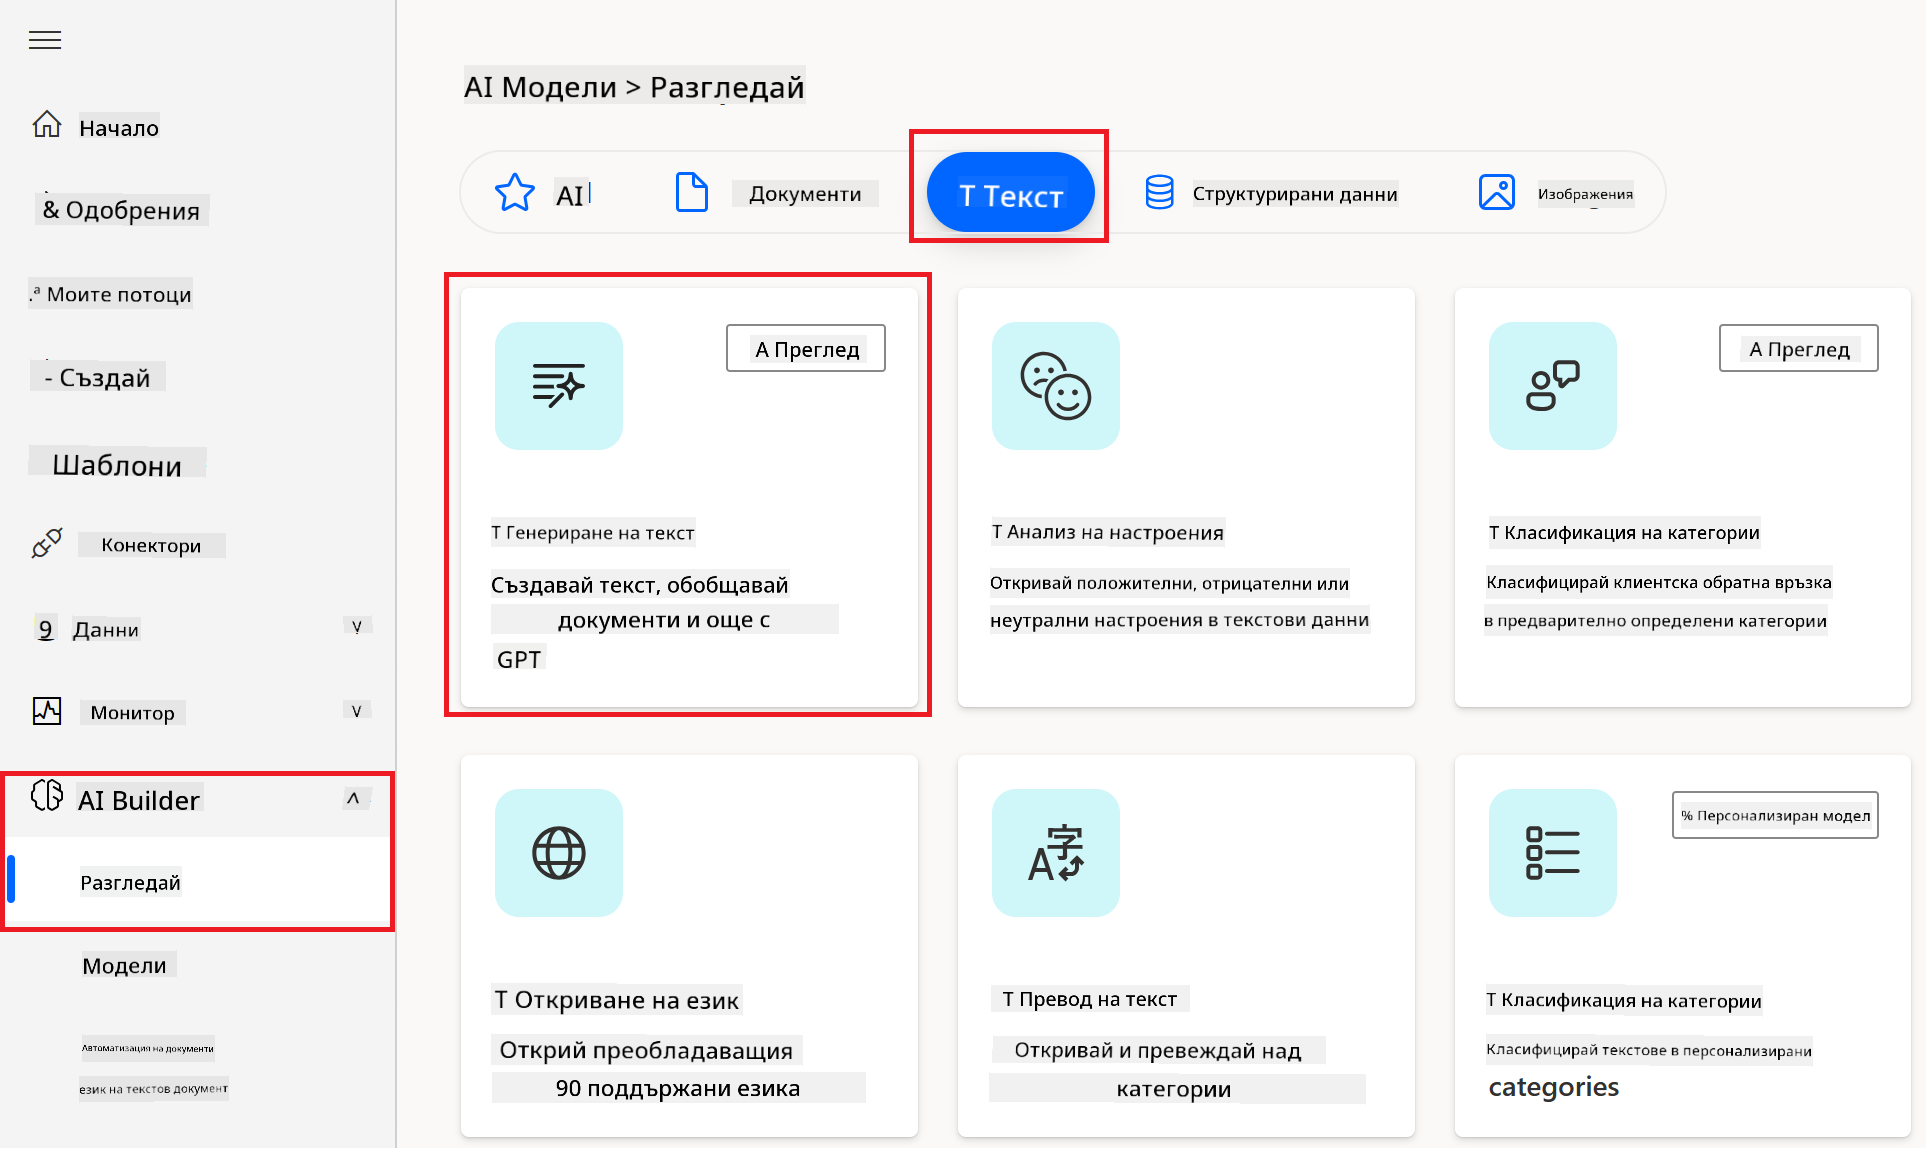 Начало
& Одобрения
.ª Моите потоци
- Създай
Шаблони
Конектори
9 Данни
Монитор
AI Builder
Разгледай
Модели
Автоматизация на документи
език на текстов документ
AI Модели > Разгледай
AI
Документи
T Текст
Структурирани данни
Изображения
А Преглед
Т Генериране на текст
Създавай текст, обобщавай
документи и още с
GPT
Т Анализ на настроения
Откривай положителни, отрицателни или
неутрални настроения в текстови данни
А Преглед
Т Класификация на категории
Класифицирай клиентска обратна връзка
в предварително определени категории
Т Откриване на език
Открий преобладаващия
90 поддържани езика
Т Превод на текст
Откривай и превеждай над
категории
% Персонализиран модел
Т Класификация на категории
Класифицирай текстове в персонализирани
categories